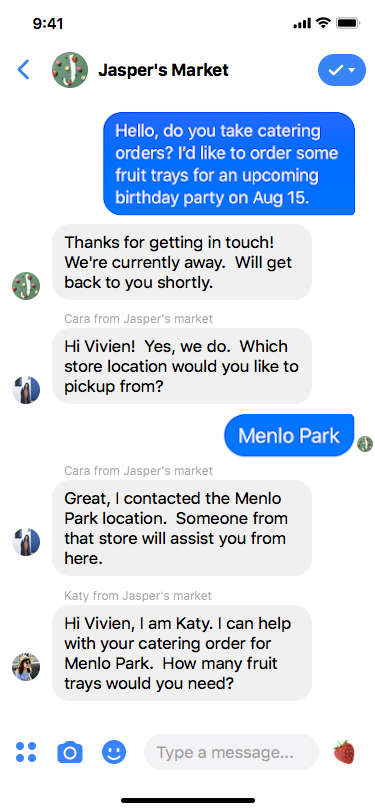 9:41
Jasper's Market
Hello, do you take catering
orders? I'd like to order some
fruit trays for an upcoming
birthday party on Aug 15.
Thanks for getting in touch!
We're currently away.  Will get
back to you shortly.
Cara from Jasper's market
Hi Vivien!  Yes, we do.  Which
store location would you like to
pickup from?
Menlo Park
Cara from Jasper's market
Great, I contacted the Menlo
Park location.  Someone from
that store will assist you from
here.
Katy from Jasper's market
Hi Vivien, I am Katy. I can help
with your catering order for
Menlo Park.  How many fruit
trays would you need?
Type a message...